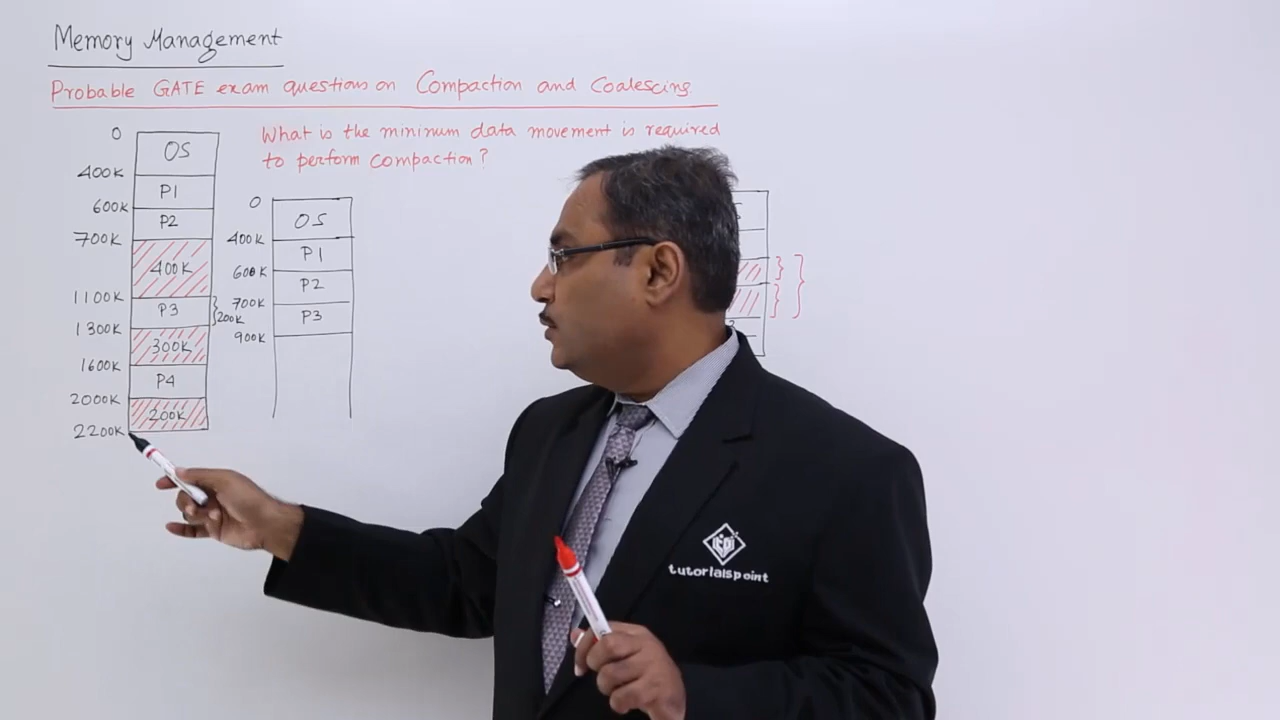 Memory Management
Probable GATE exam questions on Compaction and Coalescing
What is the minimum data movement is required
to perform compaction?
0
OS
400K
P1
600K
P2
700K
400K
1100K
P3
200K
1300K
300K
1600K
P4
2000K
200K
2200K
0
OS
400K
P1
600K
P2
700K
P3
900K
tutorialspoint